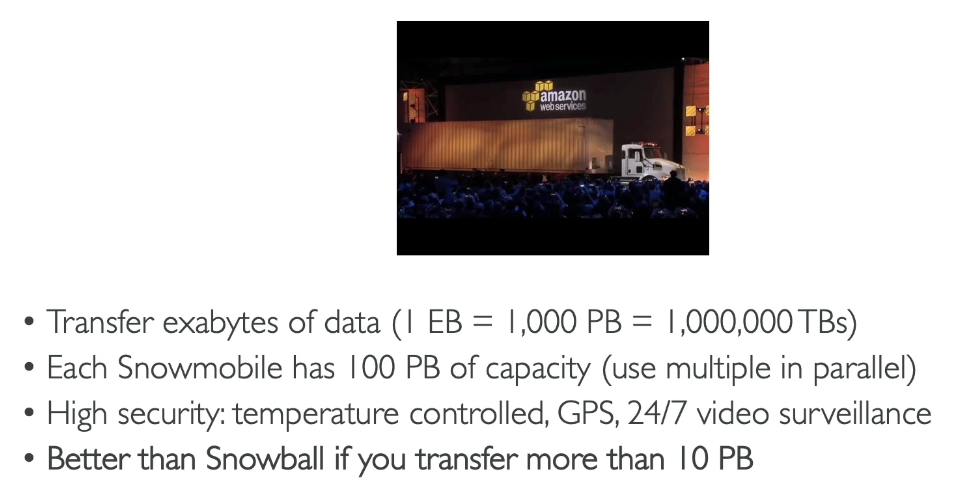 amazon
webservices
• Transfer exabytes of data (1 EB = 1,000 PB = 1,000,000 TBs)
• Each Snowmobile has 100 PB of capacity (use multiple in parallel)
• High security: temperature controlled, GPS, 24/7 video surveillance
• Better than Snowball if you transfer more than 10 PB